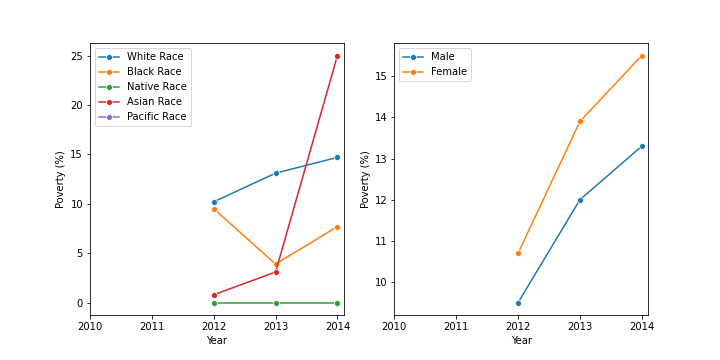 White Race
Black Race
Native Race
Asian Race
Pacific Race
25
20
15
10
5
0
Poverty (%)
2010 2011 2012 2013 2014
Year
Male
Female
15
14
13
12
11
10
Poverty (%)
2010 2011 2012 2013 2014
Year